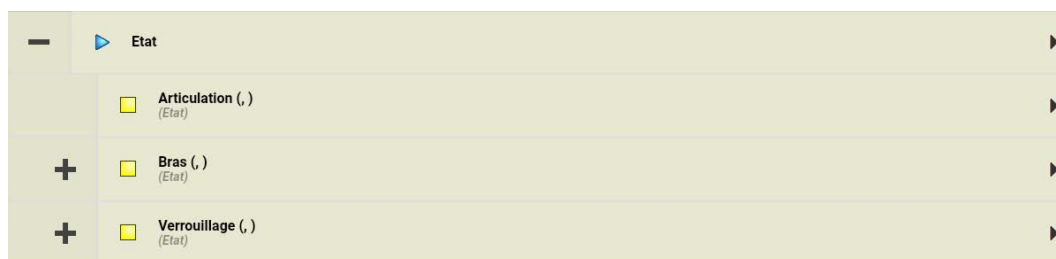 Etat
Articulation (, )
(Etat)
Bras (, )
(Etat)
Verrouillage (, )
(Etat)